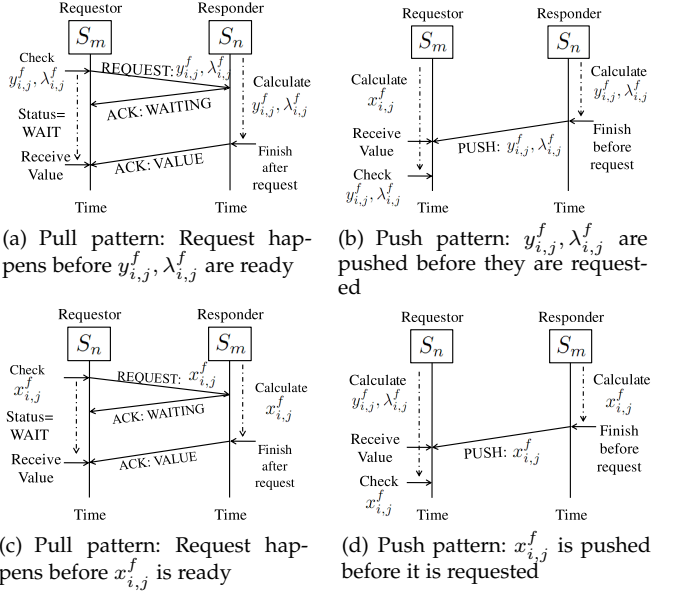 Requestor Responder
S_m S_n
Check
y^f_{i,j}, λ^f_{i,j}
REQUEST: y^f_{i,j}, λ^f_{i,j}
ACK: WAITING
Calculate
y^f_{i,j}, λ^f_{i,j}
Status=
WAIT
Receive
Value
ACK: VALUE
Finish
after
request
Time Time
(a) Pull pattern: Request hap-
pens before y^f_{i,j}, λ^f_{i,j} are ready
Requestor Responder
S_m S_n
Calculate
x^f_{i,j}
Calculate
y^f_{i,j}, λ^f_{i,j}
Receive
Value
PUSH: y^f_{i,j}, λ^f_{i,j}
Finish
before
request
Check
y^f_{i,j}, λ^f_{i,j}
Time Time
(b) Push pattern: y^f_{i,j}, λ^f_{i,j} are
pushed before they are request-
ed
Requestor Responder
S_n S_m
Check
x^f_{i,j}
REQUEST: x^f_{i,j}
ACK: WAITING
Calculate
x^f_{i,j}
Status=
WAIT
Receive
Value
ACK: VALUE
Finish
after
request
Time Time
(c) Pull pattern: Request hap-
pens before x^f_{i,j} is ready
Requestor Responder
S_n S_m
Calculate
y^f_{i,j}, λ^f_{i,j}
Calculate
x^f_{i,j}
Receive
Value
PUSH: x^f_{i,j}
Finish
before
request
Check
x^f_{i,j}
Time Time
(d) Push pattern: x^f_{i,j} is pushed
before it is requested